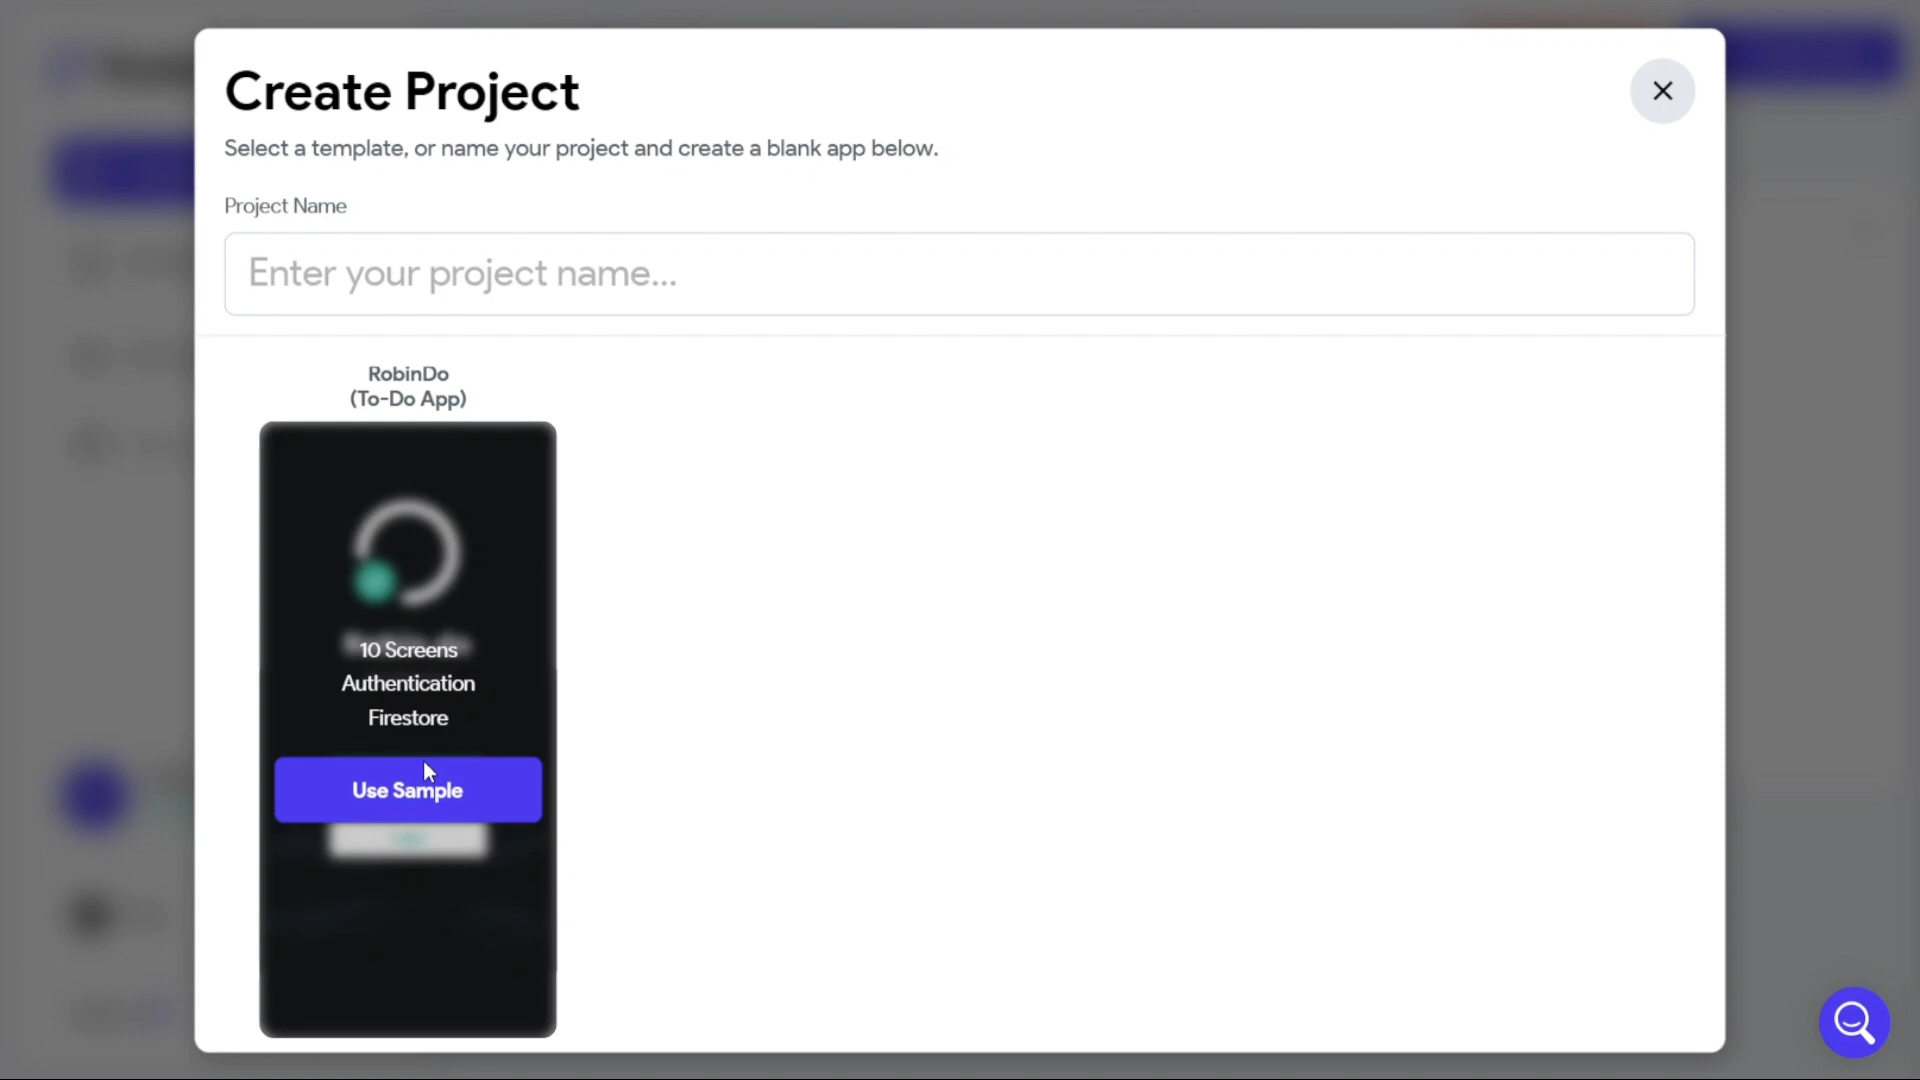 Create Project
Select a template, or name your project and create a blank app below.
Project Name
Enter your project name...
RobinDo
(To-Do App)
10 Screens
Authentication
Firestore
Use Sample